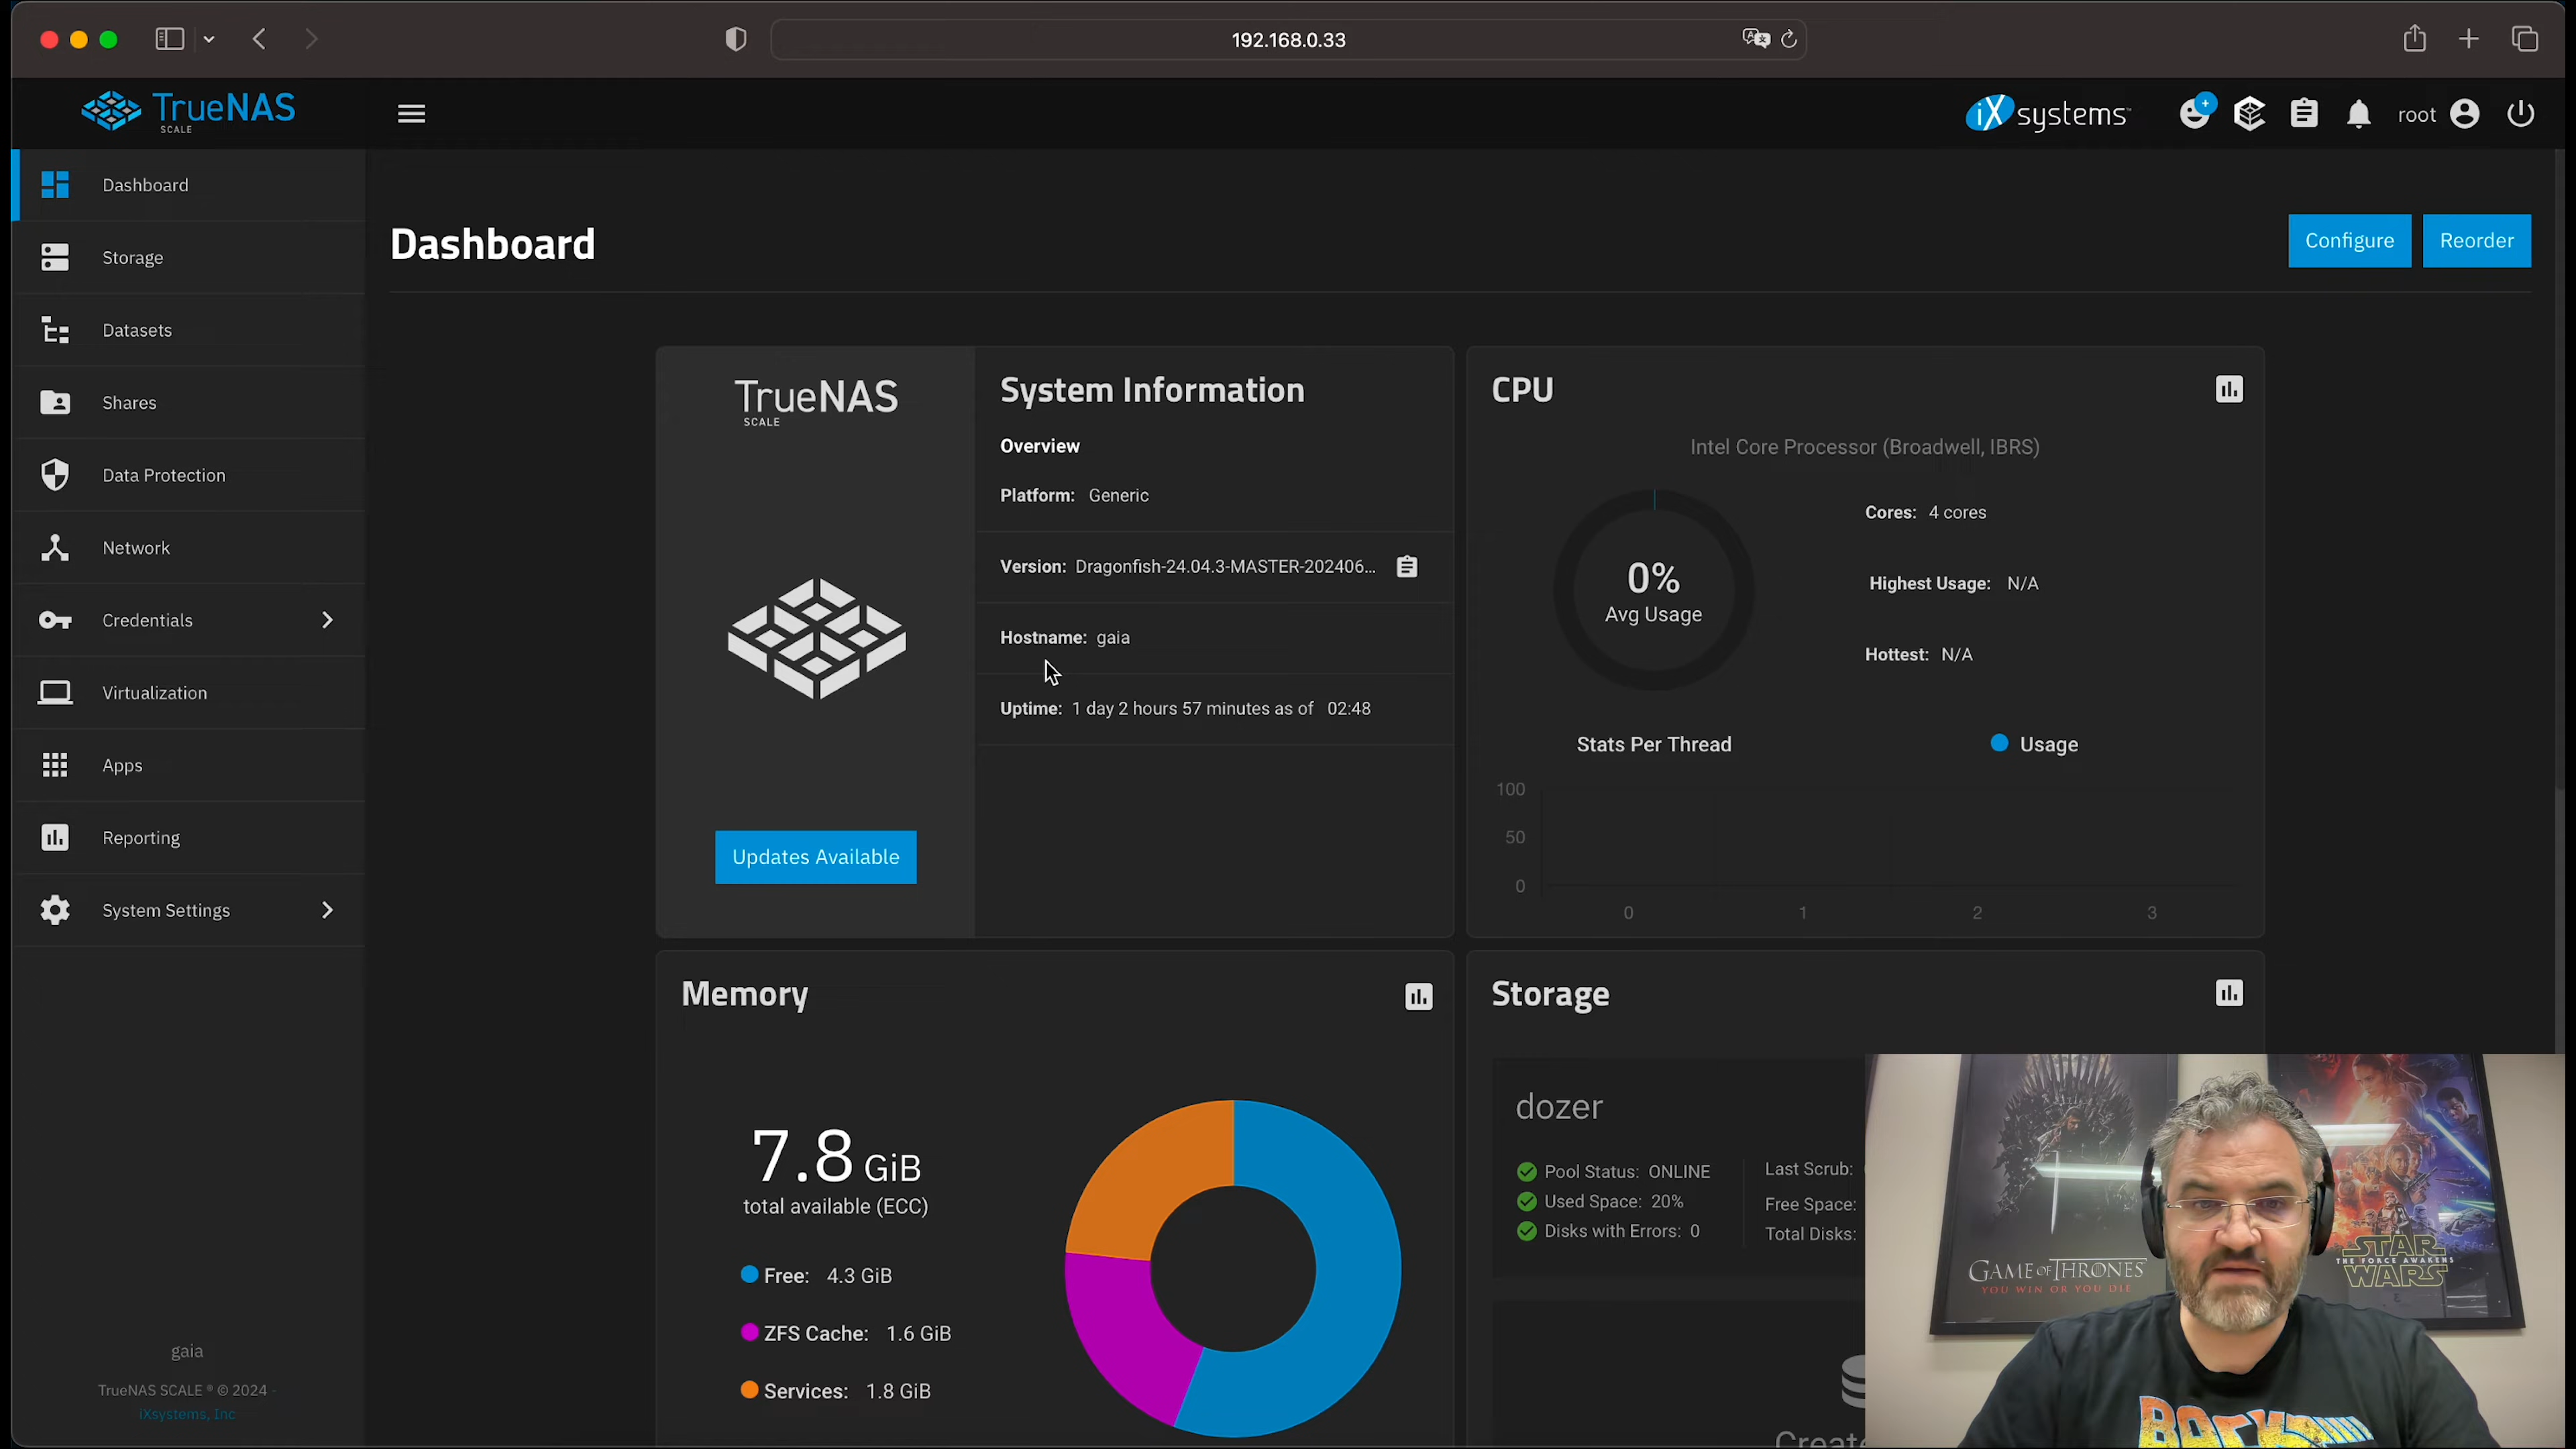 192.168.0.33
TrueNAS
SCALE
iXsystems
root
Dashboard
Storage
Datasets
Shares
Data Protection
Network
Credentials
Virtualization
Apps
Reporting
System Settings
gaia
TrueNAS SCALE ® © 2024 -
iXsystems, Inc
Dashboard
Configure
Reorder
TrueNAS
SCALE
Updates Available
System Information
Overview
Platform: Generic
Version: Dragonfish-24.04.3-MASTER-202406...
Hostname: gaia
Uptime: 1 day 2 hours 57 minutes as of 02:48
CPU
Intel Core Processor (Broadwell, IBRS)
0%
Avg Usage
Cores: 4 cores
Highest Usage: N/A
Hottest: N/A
Stats Per Thread
Usage
100
50
0
0 1 2 3
Memory
7.8 GiB
total available (ECC)
Free: 4.3 GiB
ZFS Cache: 1.6 GiB
Services: 1.8 GiB
Storage
dozer
Pool Status: ONLINE
Used Space: 20%
Disks with Errors: 0
Last Scrub:
Free Space:
Total Disks:
GAME OF THRONES
YOU WIN OR YOU DIE
STAR
THE FORCE AWAKENS
WARS